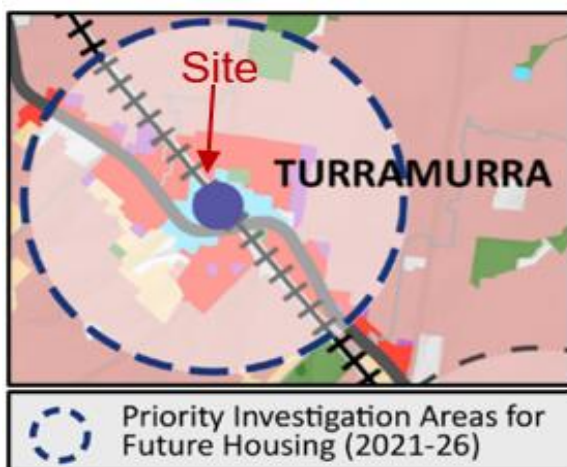 Site
TURRAMURRA
Priority Investigation Areas for
Future Housing (2021-26)